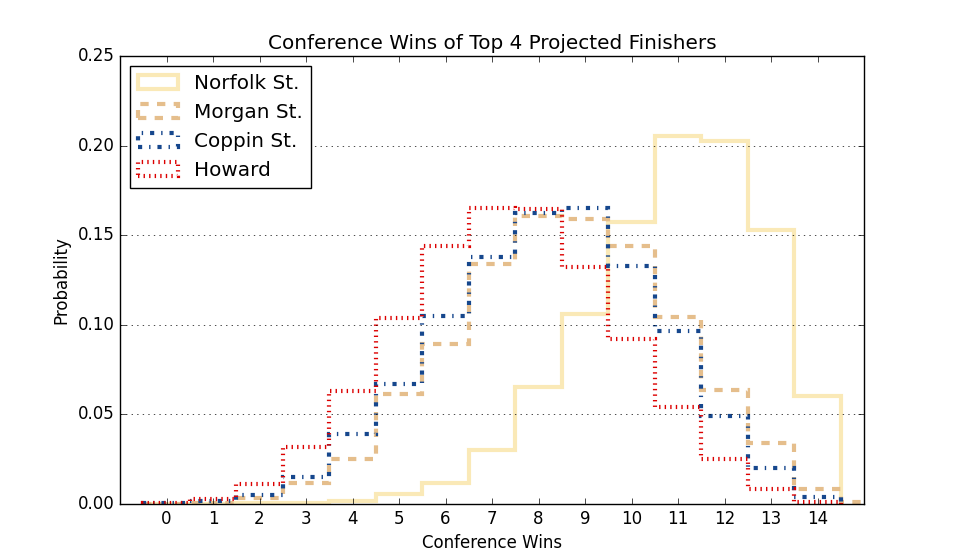 Conference Wins of Top 4 Projected Finishers
0.25
0.20
0.15
0.10
0.05
0.00
Probability
Norfolk St.
Morgan St.
Coppin St.
Howard
0 1 2 3 4 5 6 7 8 9 10 11 12 13 14
Conference Wins